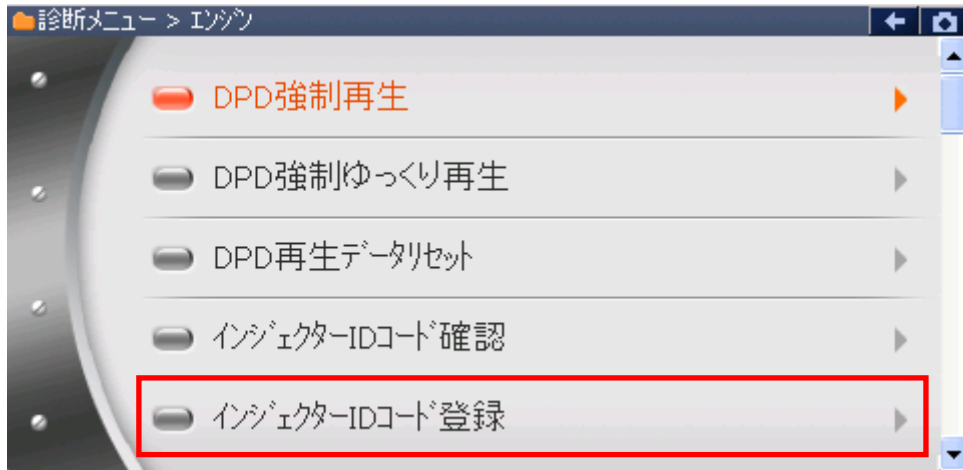 診断メニュー > ｴﾝｼﾞﾝ
DPD強制再生
DPD強制ゆっくり再生
DPD再生ﾃﾞｰﾀﾘｾｯﾄ
ｲﾝｼﾞｪｸﾀｰIDｺｰﾄﾞ確認
ｲﾝｼﾞｪｸﾀｰIDｺｰﾄﾞ登録